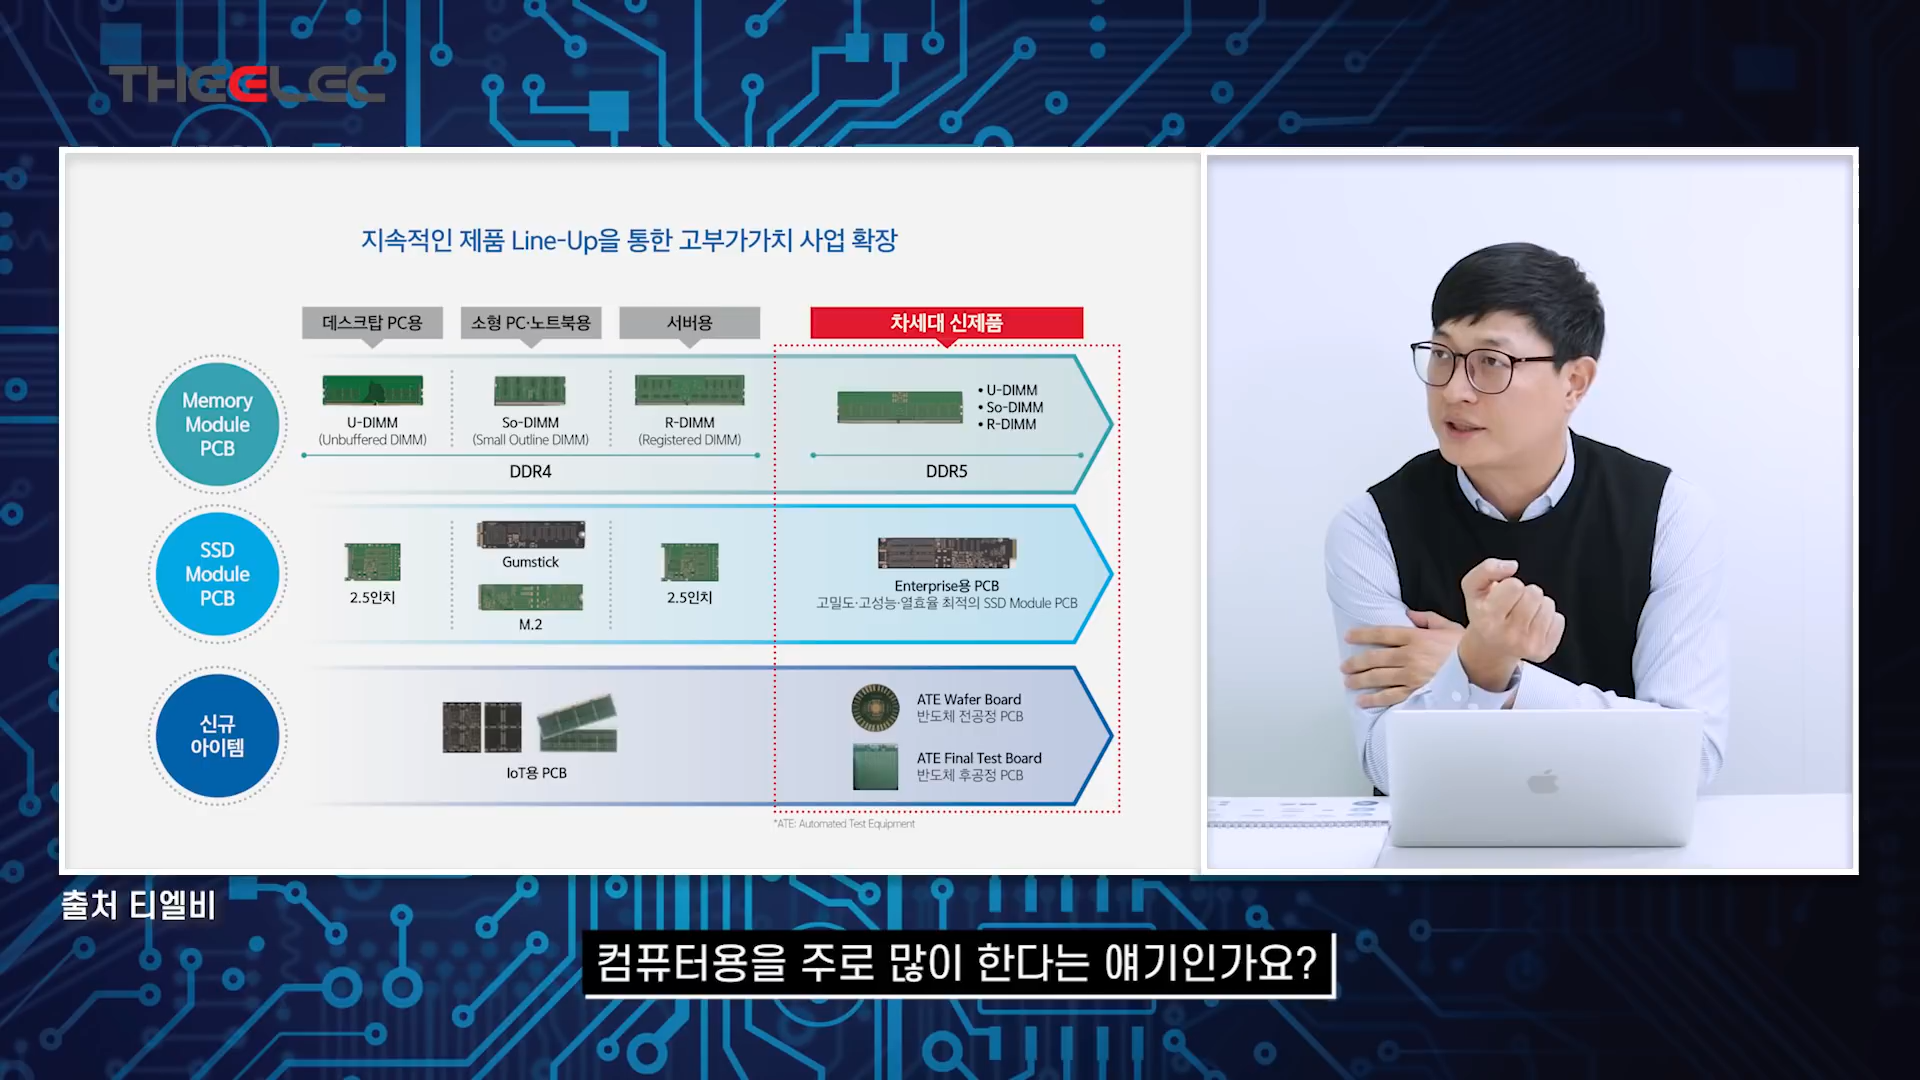 THEELEC
지속적인 제품 Line-Up을 통한 고부가가치 사업 확장
데스크탑 PC용
소형 PC·노트북용
서버용
차세대 신제품
Memory
Module
PCB
U-DIMM
(Unbuffered DIMM)
So-DIMM
(Small Outline DIMM)
R-DIMM
(Registered DIMM)
DDR4
• U-DIMM
• So-DIMM
• R-DIMM
DDR5
SSD
Module
PCB
2.5인치
Gumstick
M.2
2.5인치
Enterprise용 PCB
고밀도·고성능·열효율 최적의 SSD Module PCB
신규
아이템
IoT용 PCB
ATE Wafer Board
반도체 전공정 PCB
ATE Final Test Board
반도체 후공정 PCB
*ATE: Automated Test Equipment
출처 티엘비
컴퓨터용을 주로 많이 한다는 얘기인가요?